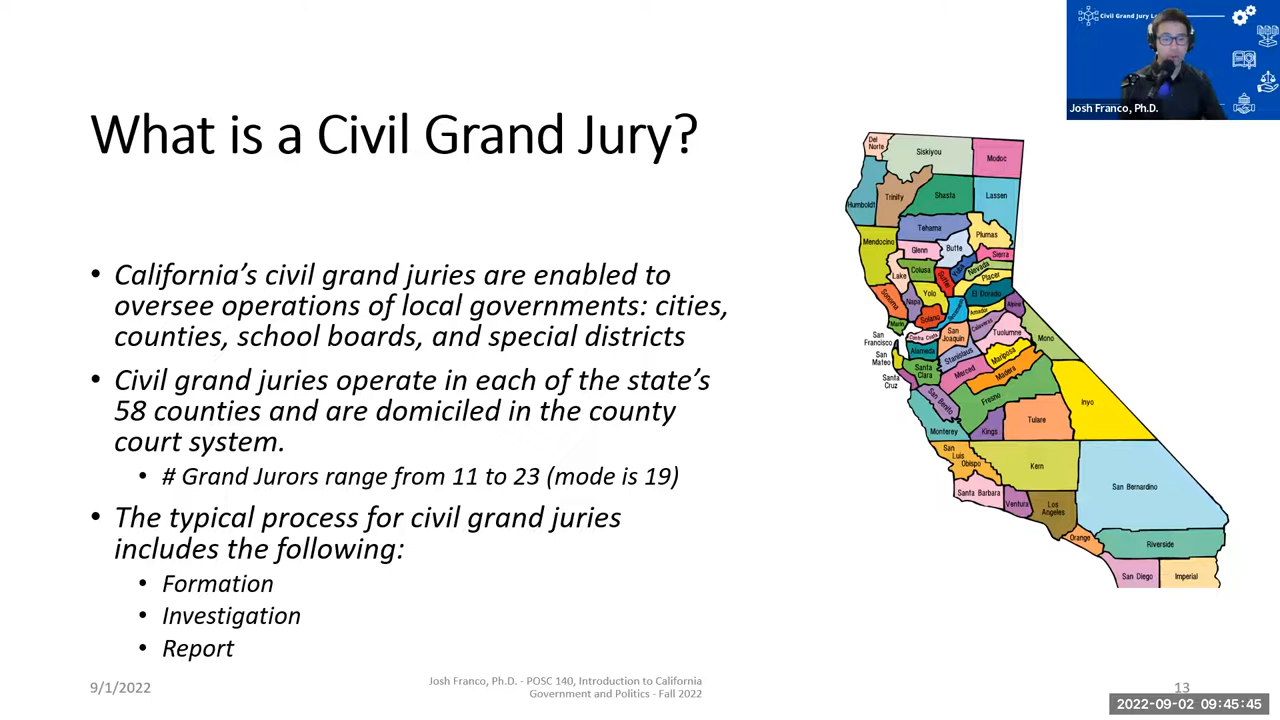 Civil Grand Jury
Josh Franco, Ph.D.
What is a Civil Grand Jury?
• California’s civil grand juries are enabled to
oversee operations of local governments: cities,
counties, school boards, and special districts
• Civil grand juries operate in each of the state’s
58 counties and are domiciled in the county
court system.
• # Grand Jurors range from 11 to 23 (mode is 19)
• The typical process for civil grand juries
includes the following:
• Formation
• Investigation
• Report
Del
Norte
Siskiyou
Modoc
Humboldt
Trinity
Shasta
Lassen
Tehama
Plumas
Mendocino
Glenn
Butte
Sierra
Lake
Colusa
Sutter
Yuba
Nevada
Placer
Sonoma
Napa
Yolo
El Dorado
Alpine
Sacramento
Amador
Marin
Solano
Calaveras
Tuolumne
Mono
San
Francisco
Contra Costa
San
Joaquin
San
Mateo
Alameda
Stanislaus
Mariposa
Santa
Cruz
Santa
Clara
Merced
Madera
San Benito
Fresno
Inyo
Monterey
Kings
Tulare
San
Luis
Obispo
Kern
San Bernardino
Santa Barbara
Ventura
Los
Angeles
Orange
Riverside
San Diego
Imperial
9/1/2022
Josh Franco, Ph.D. - POSC 140, Introduction to California
Government and Politics - Fall 2022
13
2022-09-02 09:45:45